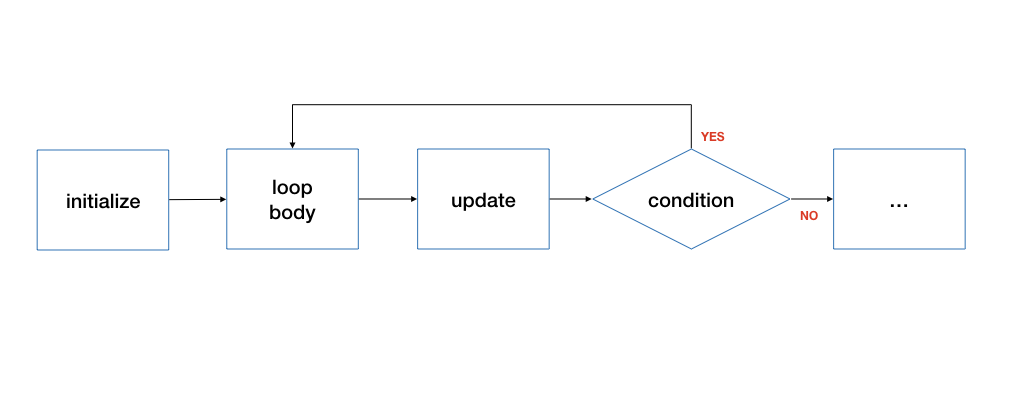 YES
initialize
loop
body
update
condition
NO
...